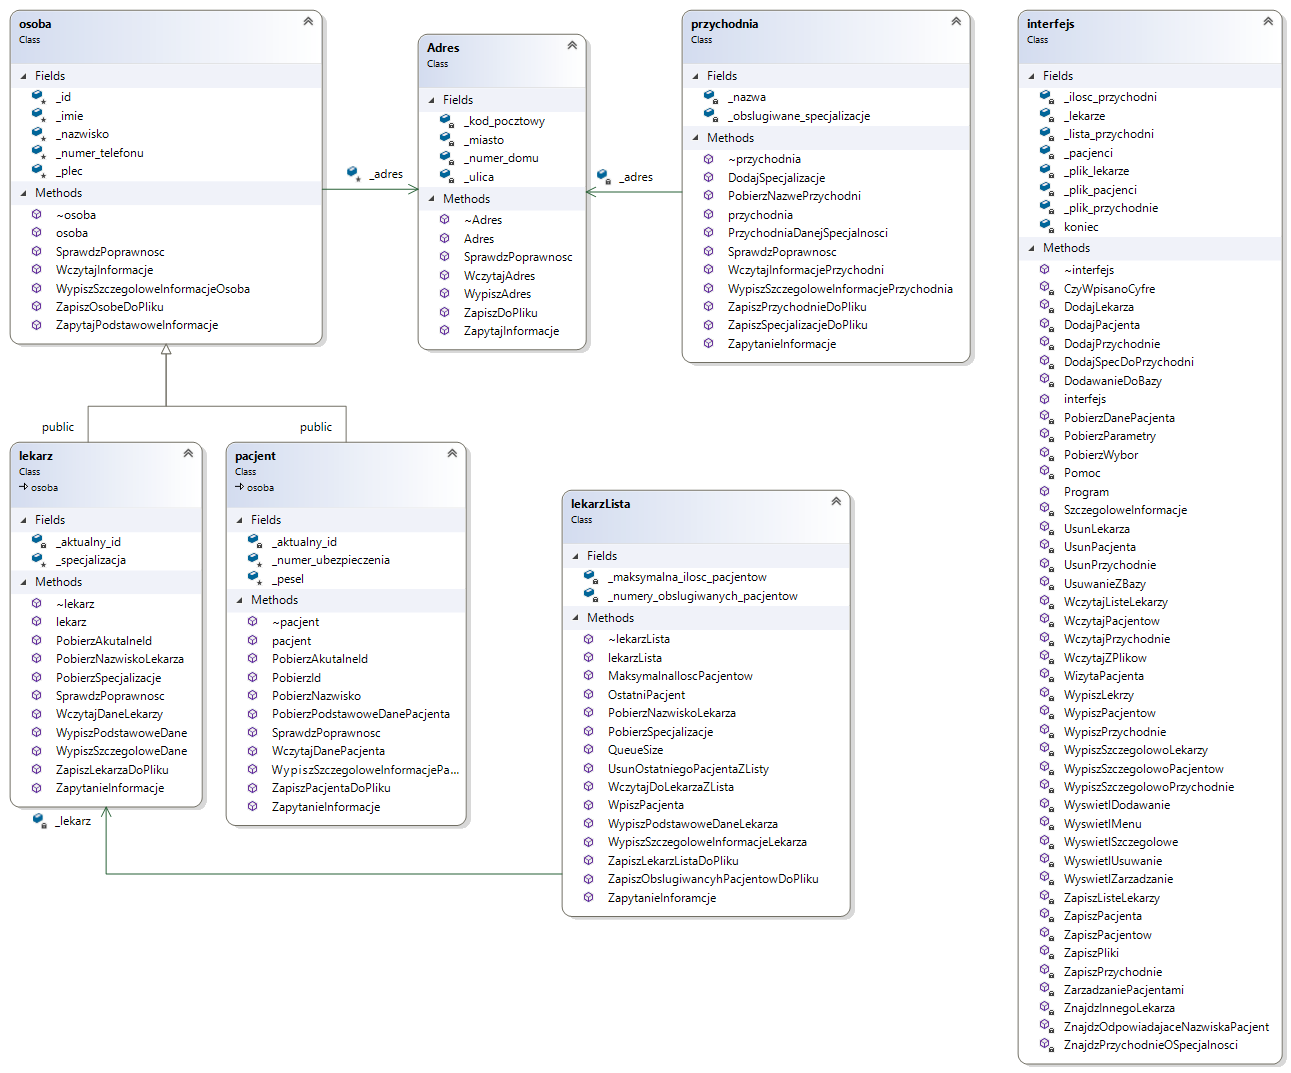 osoba
Class
Fields
_id
_imie
_nazwisko
_numer_telefonu
_plec
Methods
~osoba
osoba
SprawdzPoprawnosc
WczytajInformacje
WypiszSzczegoloweInformacjeOsoba
ZapiszOsobeDoPliku
ZapytajPodstawoweInformacje
_adres
Adres
Class
Fields
_kod_pocztowy
_miasto
_numer_domu
_ulica
Methods
~Adres
Adres
SprawdzPoprawnosc
WczytajAdres
WypiszAdres
ZapiszDoPliku
ZapytajInformacje
_adres
przychodnia
Class
Fields
_nazwa
_obslugiwane_specjalizacje
Methods
~przychodnia
DodajSpecjalizacje
PobierzNazwePrzychodni
przychodnia
PrzychodniaDanejSpecjalnosci
SprawdzPoprawnosc
WczytajInformacjePrzychodni
WypiszSzczegoloweInformacjePrzychodnia
ZapiszPrzychodnieDoPliku
ZapiszSpecjalizacjeDoPliku
ZapytanieInformacje
interfejs
Class
Fields
_ilosc_przychodni
_lekarze
_lista_przychodni
_pacjenci
_plik_lekarze
_plik_pacjenci
_plik_przychodnie
koniec
Methods
~interfejs
CzyWpisanoCyfre
DodajLekarza
DodajPacjenta
DodajPrzychodnie
DodajSpecDoPrzychodni
DodawanieDoBazy
interfejs
PobierzDanePacjenta
PobierzParametry
PobierzWybor
Pomoc
Program
SzczegoloweInformacje
UsunLekarza
UsunPacjenta
UsunPrzychodnie
UsuwanieZBazy
WczytajListeLekarzy
WczytajPacjentow
WczytajPrzychodnie
WczytajZPlikow
WizytaPacjenta
WypiszLekrzy
WypiszPacjentow
WypiszPrzychodnie
WypiszSzczegolowoLekarzy
WypiszSzczegolowoPacjentow
WypiszSzczegolowoPrzychodnie
WyswietlDodawanie
WyswietlMenu
WyswietlSzczegolowe
WyswietlUsuwanie
WyswietlZarzadzanie
ZapiszListeLekarzy
ZapiszPacjenta
ZapiszPacjentow
ZapiszPliki
ZapiszPrzychodnie
ZarzadzaniePacjentami
ZnajdzInnegoLekarza
ZnajdzOdpowiadajaceNazwiskaPacjent
ZnajdzPrzychodnieOSpecjalnosci
public
public
lekarz
Class
osoba
Fields
_aktualny_id
_specjalizacja
Methods
~lekarz
lekarz
PobierzAkutalneId
PobierzNazwiskoLekarza
PobierzSpecjalizacje
SprawdzPoprawnosc
WczytajDaneLekarzy
WypiszPodstawoweDane
WypiszSzczegoloweDane
ZapiszLekarzaDoPliku
ZapytanieInformacje
_lekarz
pacjent
Class
osoba
Fields
_aktualny_id
_numer_ubezpieczenia
_pesel
Methods
~pacjent
pacjent
PobierzAkutalneId
PobierzId
PobierzNazwisko
PobierzPodstawoweDanePacjenta
SprawdzPoprawnosc
WczytajDanePacjenta
WypiszSzczegoloweInformacjePa...
ZapiszPacjentaDoPliku
ZapytanieInformacje
lekarzLista
Class
Fields
_maksymalna_ilosc_pacjentow
_numery_obslugiwanych_pacjentow
Methods
~lekarzLista
lekarzLista
MaksymalnaIloscPacjentow
OstatniPacjent
PobierzNazwiskoLekarza
PobierzSpecjalizacje
QueueSize
UsunOstatniegoPacjentaZListy
WczytajDoLekarzaZLista
WpiszPacjenta
WypiszPodstawoweDaneLekarza
WypiszSzczegoloweInformacjeLekarza
ZapiszLekarzListaDoPliku
ZapiszObslugiwancyhPacjentowDoPliku
ZapytanieInforamcje